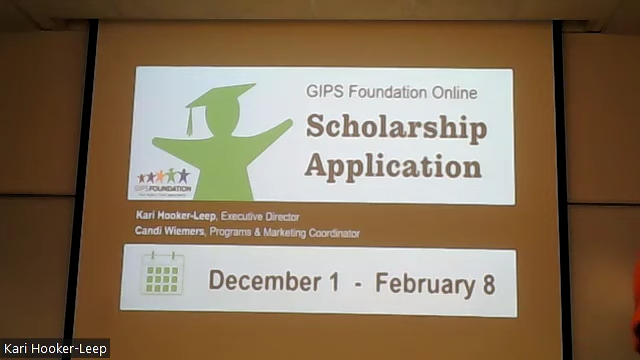 GIPS Foundation Online
Scholarship
Application
GIPSFOUNDATION
Kari Hooker-Leep, Executive Director
Candi Wiemers, Programs & Marketing Coordinator
December 1 - February 8
Kari Hooker-Leep